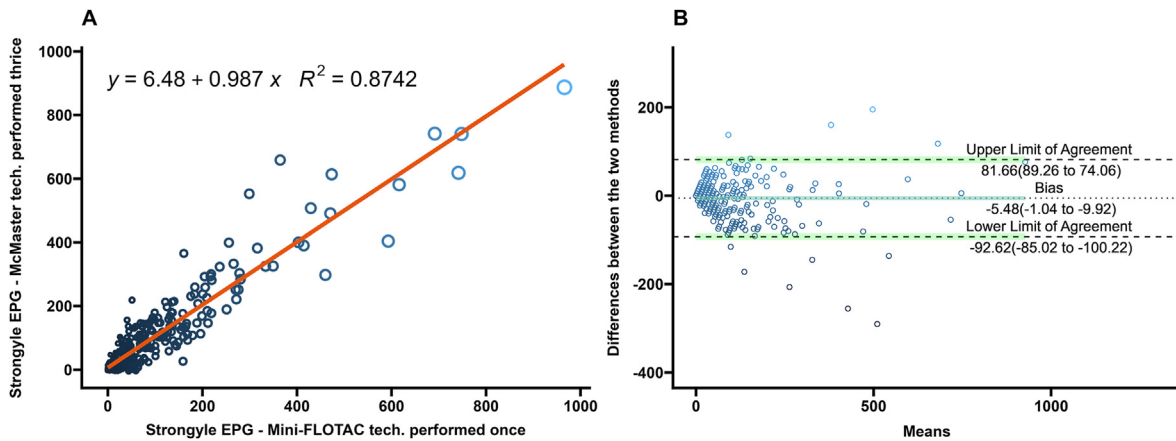 A
Strongyle EPG - McMaster tech. performed thrice
1000
800
600
400
200
0
y = 6.48 + 0.987 x R² = 0.8742
0 200 400 600 800 1000
Strongyle EPG - Mini-FLOTAC tech. performed once
B
Differences between the two methods
200
0
-200
-400
Upper Limit of Agreement
81.66(89.26 to 74.06)
Bias
-5.48(-1.04 to -9.92)
Lower Limit of Agreement
-92.62(-85.02 to -100.22)
0 500 1000
Means